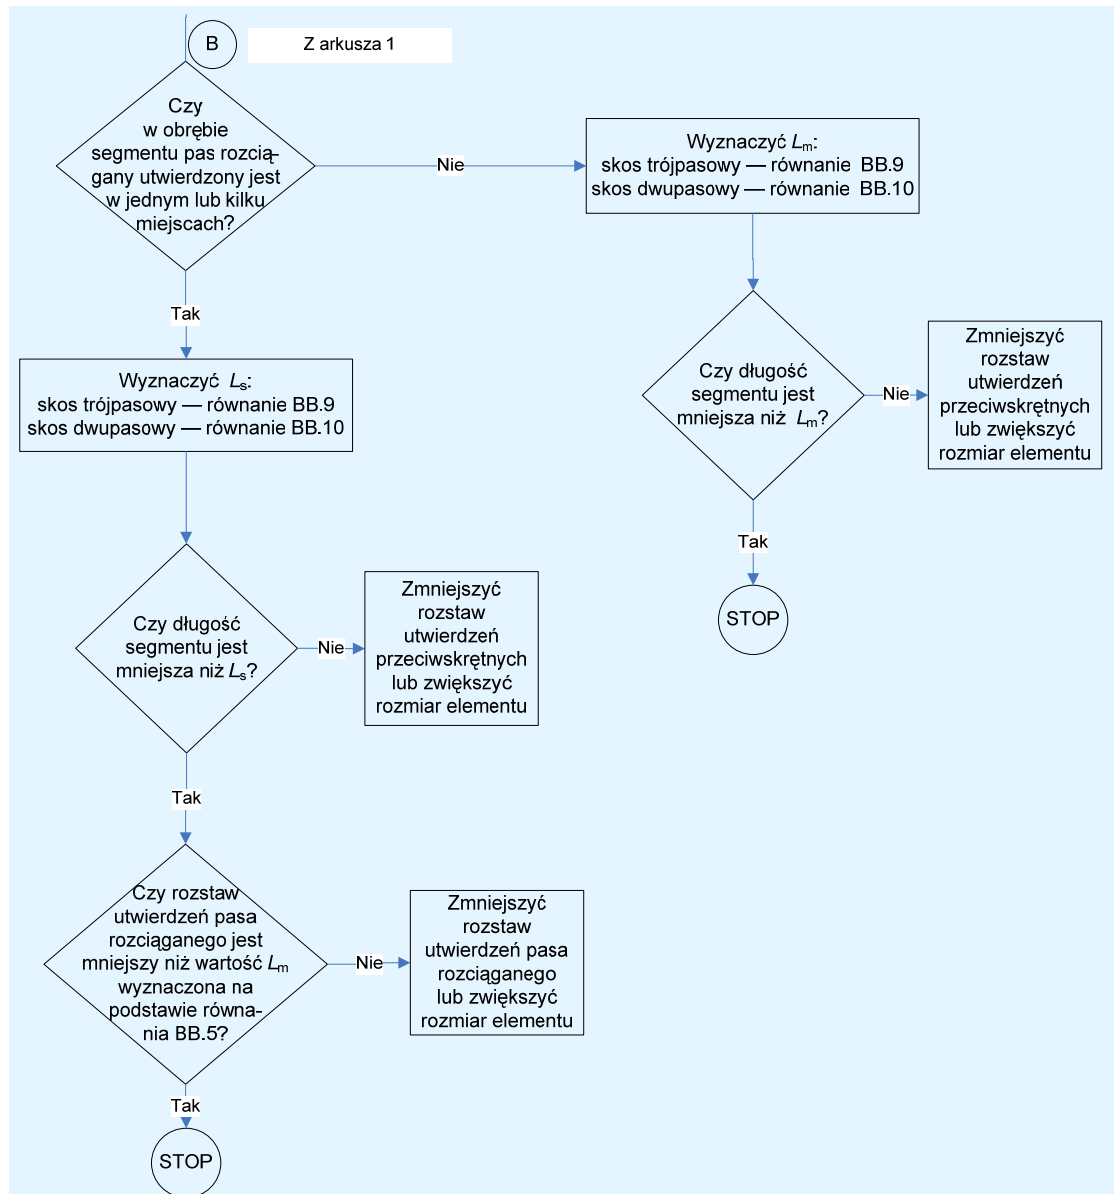 B
Z arkusza 1
Czy
w obrębie
segmentu pas rozcią-
gany utwierdzony jest
w jednym lub kilku
miejscach?
Nie
Wyznaczyć Lm:
skos trójpasowy — równanie BB.9
skos dwupasowy — równanie BB.10
Tak
Wyznaczyć Ls:
skos trójpasowy — równanie BB.9
skos dwupasowy — równanie BB.10
Czy długość
segmentu jest
mniejsza niż Lm?
Nie
Zmniejszyć
rozstaw
utwierdzeń
przeciwskrętnych
lub zwiększyć
rozmiar elementu
Tak
STOP
Czy długość
segmentu jest
mniejsza niż Ls?
Nie
Zmniejszyć
rozstaw
utwierdzeń
przeciwskrętnych
lub zwiększyć
rozmiar elementu
Tak
Czy rozstaw
utwierdzeń pasa
rozciąganego jest
mniejszy niż wartość Lm
wyznaczona na
podstawie równa-
nia BB.5?
Nie
Zmniejszyć
rozstaw
utwierdzeń pasa
rozciąganego
lub zwiększyć
rozmiar elementu
Tak
STOP